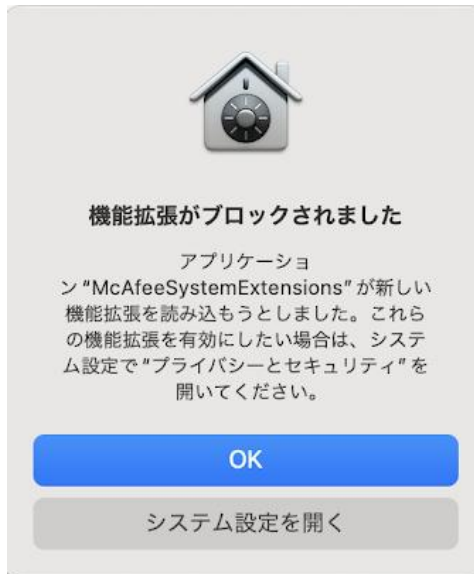 機能拡張がブロックされました
アプリケーショ
ン"McAfeeSystemExtensions"が新しい
機能拡張を読み込もうとしました。これら
の機能拡張を有効にしたい場合は、システ
ム設定で"プライバシーとセキュリティ"を
開いてください。
OK
システム設定を開く